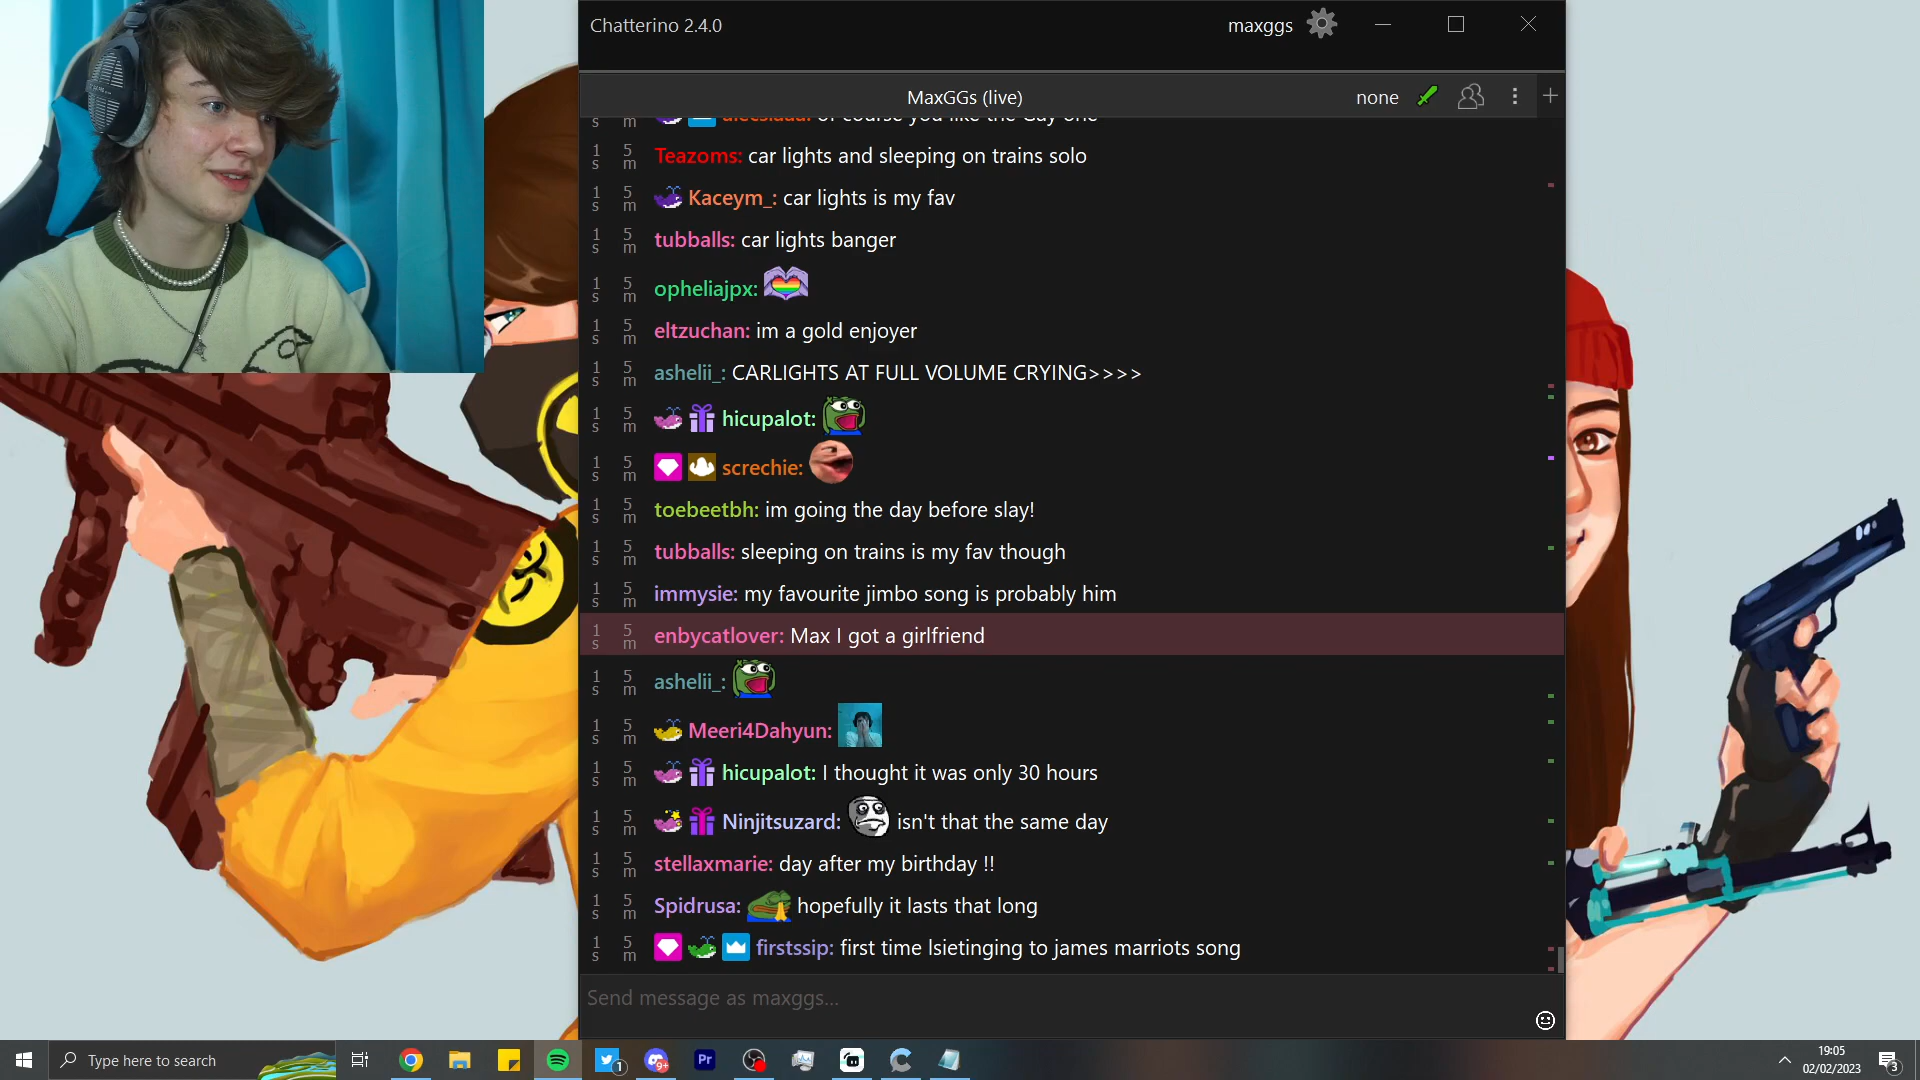 Chatterino 2.4.0
maxggs
MaxGGs (live)
none
Teazoms: car lights and sleeping on trains solo
Kaceym_: car lights is my fav
tubballs: car lights banger
opheliajpx:
eltzuchan: im a gold enjoyer
ashelii_: CARLIGHTS AT FULL VOLUME CRYING>>>>
hicupalot:
screchie:
toebeetbh: im going the day before slay!
tubballs: sleeping on trains is my fav though
immysie: my favourite jimbo song is probably him
enbycatlover: Max I got a girlfriend
ashelii_:
Meeri4Dahyun:
hicupalot: I thought it was only 30 hours
Ninjitsuzard: isn't that the same day
stellaxmarie: day after my birthday !!
Spidrusa: hopefully it lasts that long
firstssip: first time lsietinging to james marriots song
Send message as maxggs...
Type here to search
1
9+
Pr
19:05
02/02/2023
3